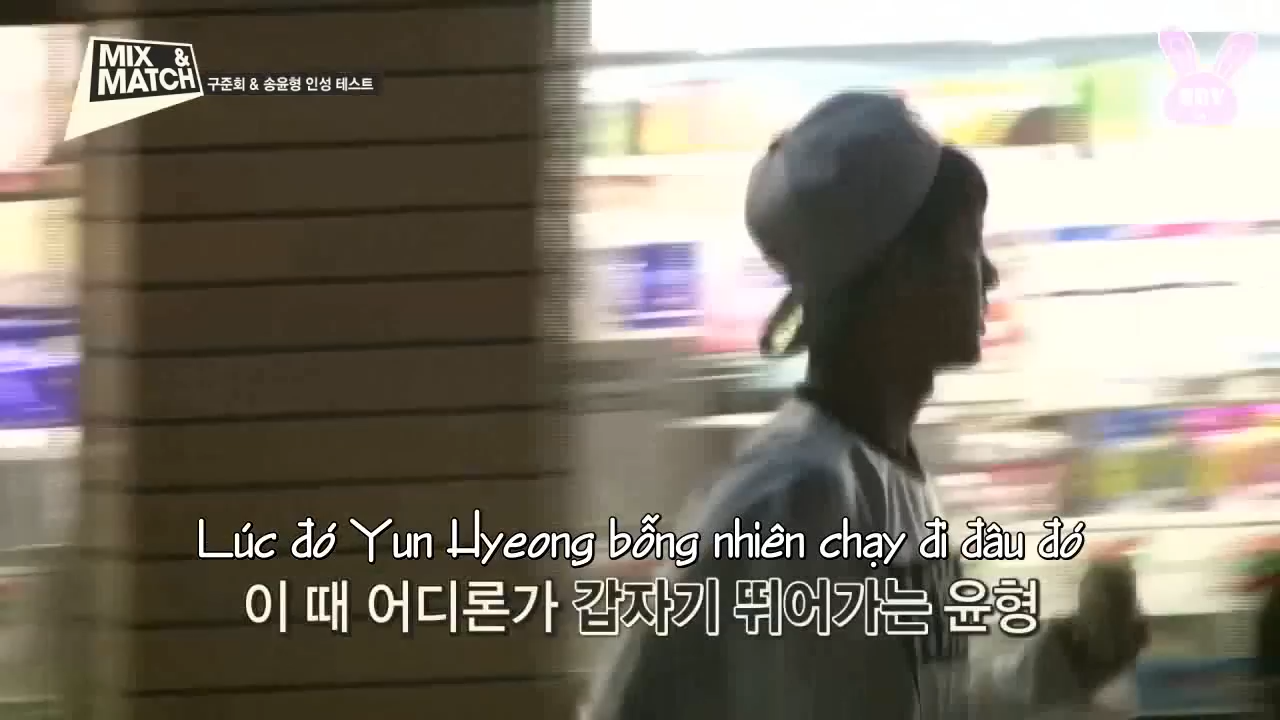 MIX &
MATCH
구준회 & 송윤형 인성 테스트
Lúc đó Yun Hyeong bỗng nhiên chạy đi đâu đó
이 때 어디론가 갑자기 뛰어가는 윤형